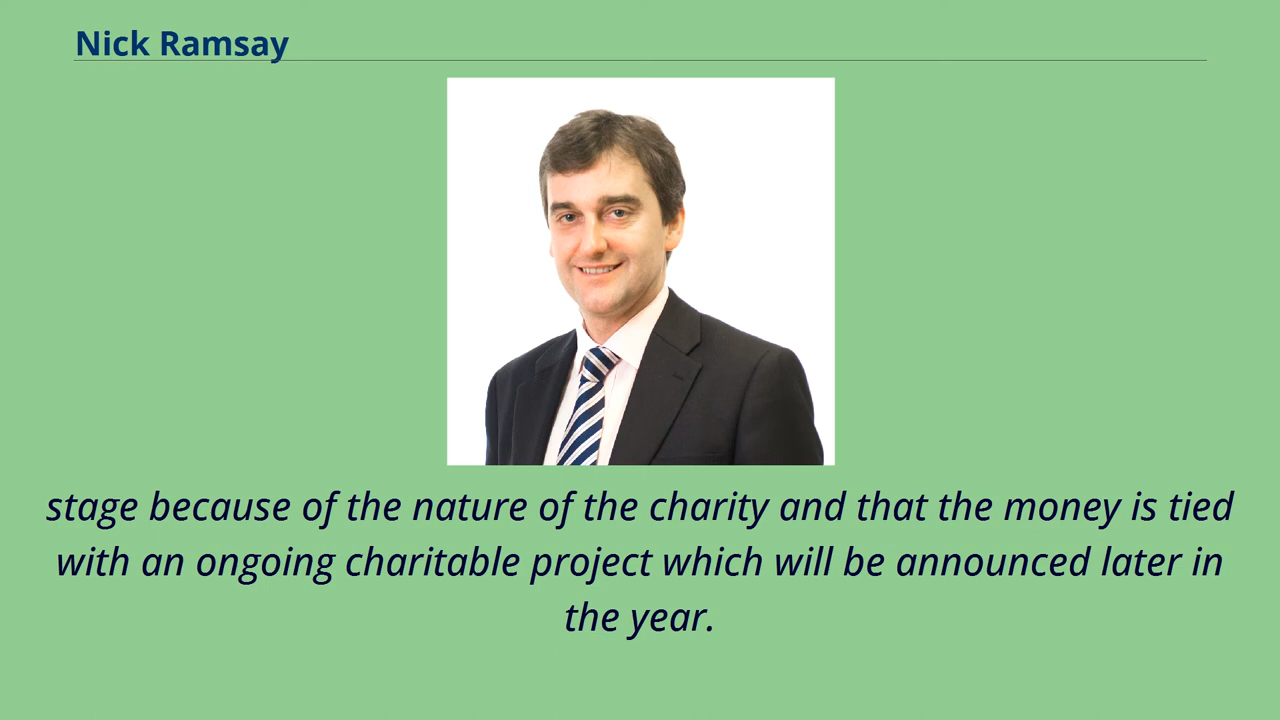 Nick Ramsay
stage because of the nature of the charity and that the money is tied
with an ongoing charitable project which will be announced later in
the year.